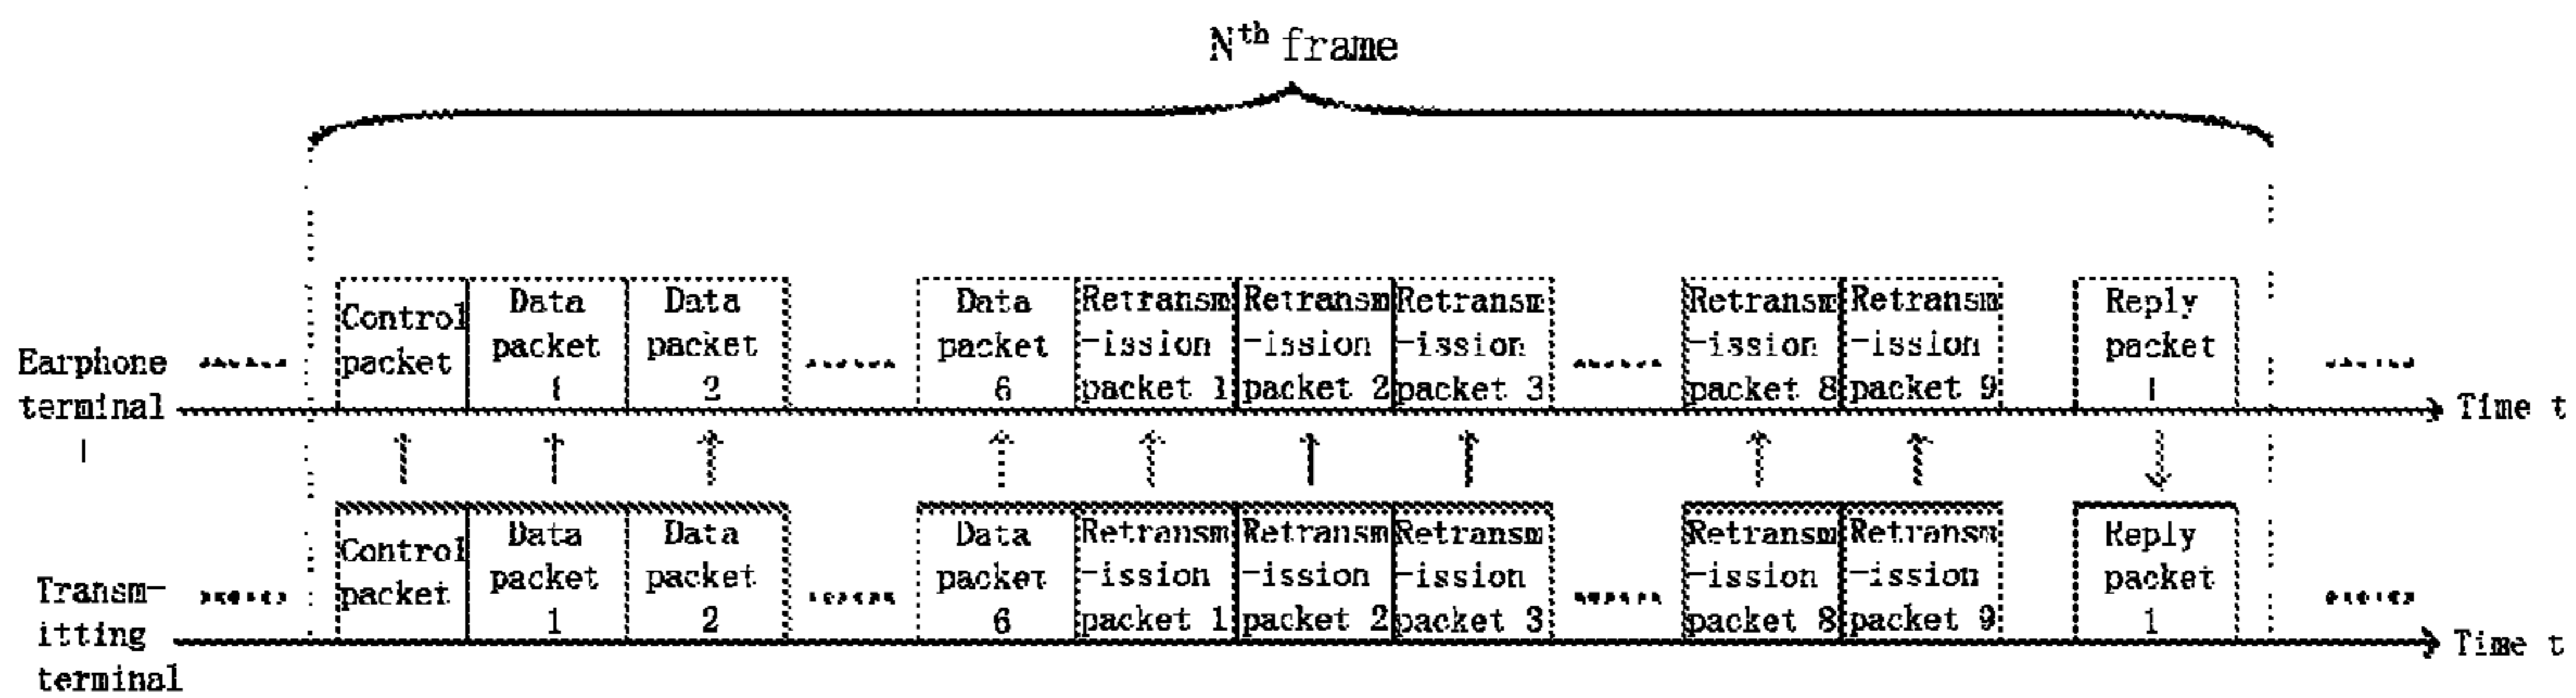 Nth frame
Control
packet
Data
packet
1
Data
packet
2
......
Data
packet
6
Retransm
-ission
packet 1
Retransm
-ission
packet 2
Retransm
-ission
packet 3
......
Retransm
-ission
packet 8
Retransm
-ission
packet 9
Reply
packet
1
Earphone
terminal
1
......
......
Time t
Control
packet
Data
packet
1
Data
packet
2
......
Data
packet
6
Retransm
-ission
packet 1
Retransm
-ission
packet 2
Retransm
-ission
packet 3
......
Retransm
-ission
packet 8
Retransm
-ission
packet 9
Reply
packet
1
Transm-
itting
terminal
......
......
Time t